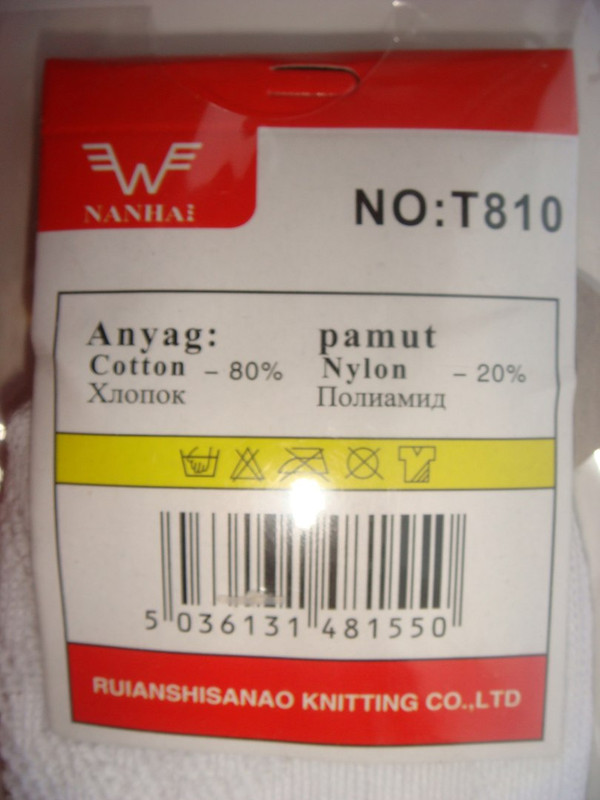 NANHAI
NO:T810
Anyag: pamut
Cotton – 80% Nylon – 20%
Хлопок Полиамид
5 036131 481550
RUIANSHISANAO KNITTING CO.,LTD